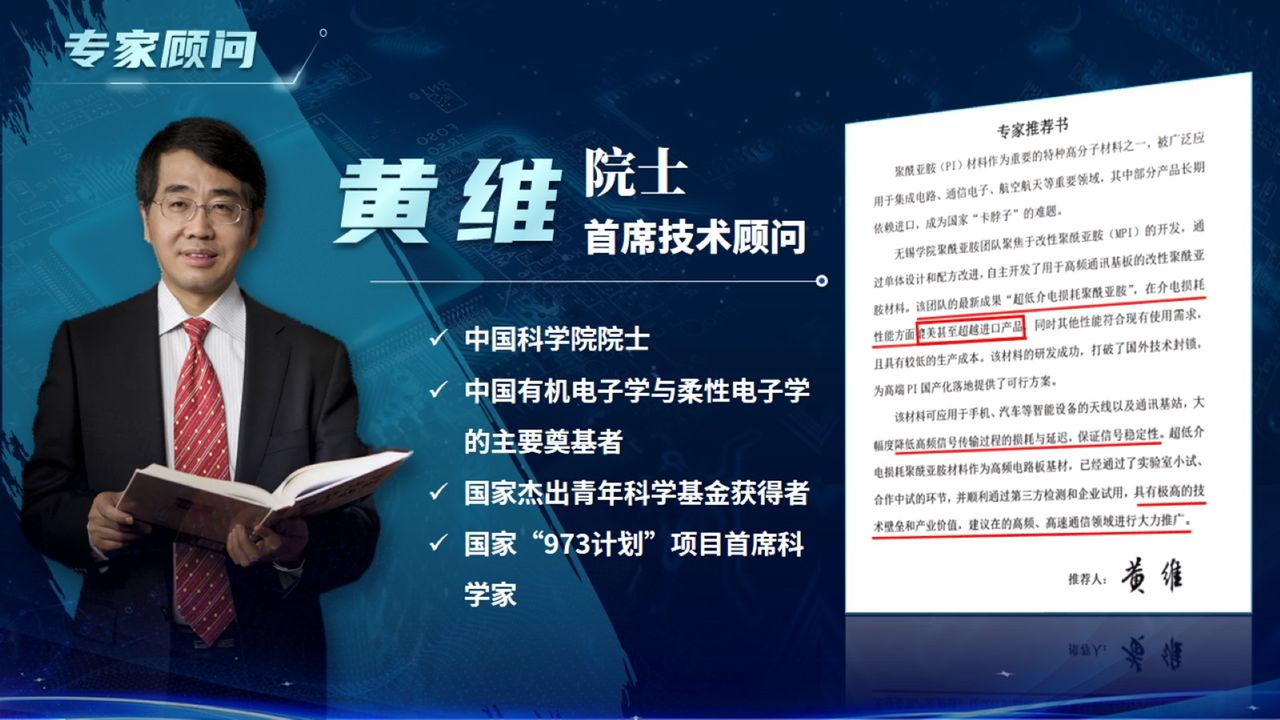 专家顾问
黄维
院士
首席技术顾问
✓ 中国科学院院士
✓ 中国有机电子学与柔性电子学
的主要奠基者
✓ 国家杰出青年科学基金获得者
✓ 国家“973计划”项目首席科
学家
专家推荐书
聚酰亚胺（PI）材料作为重要的特种高分子材料之一，被广泛应
用于集成电路、通信电子、航空航天等重要领域，其中部分产品长期
依赖进口，成为国家“卡脖子”的难题。
无锡学院聚酰亚胺团队聚焦于改性聚酰亚胺（MPI）的开发，通
过单体设计和配方改进，自主开发了用于高频通讯基板的改性聚酰亚
胺材料。该团队的最新成果“超低介电损耗聚酰亚胺”，在介电损耗
性能方面媲美甚至超越进口产品，同时其他性能符合现有使用需求，
且具有较低的生产成本。该材料的研发成功，打破了国外技术封锁，
为高端 PI 国产化落地提供了可行方案。
该材料可应用于手机、汽车等智能设备的天线以及通讯基站，大
幅度降低高频信号传输过程的损耗与延迟，保证信号稳定性。超低介
电损耗聚酰亚胺材料作为高频电路板基材，已经通过了实验室小试、
合作中试的环节，并顺利通过第三方检测和企业试用，具有极高的技
术壁垒和产业价值，建议在的高频、高速通信领域进行大力推广。
推荐人：黄维